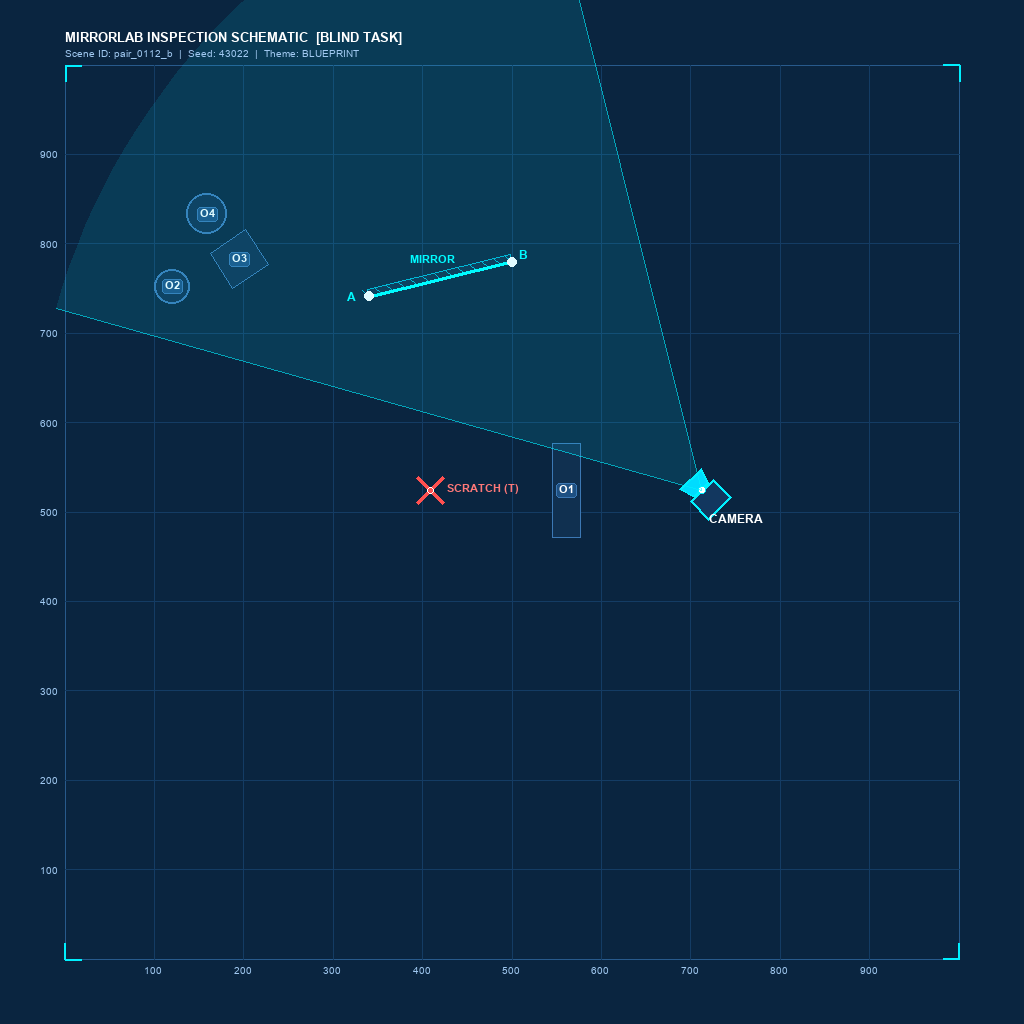 MIRRORLAB INSPECTION SCHEMATIC [BLIND TASK]
Scene ID: pair_0112_b | Seed: 43022 | Theme: BLUEPRINT
900
O4
800
B
O3
MIRROR
O2
A
700
600
SCRATCH (T)
O1
500
CAMERA
400
300
200
100
100 200 300 400 500 600 700 800 900